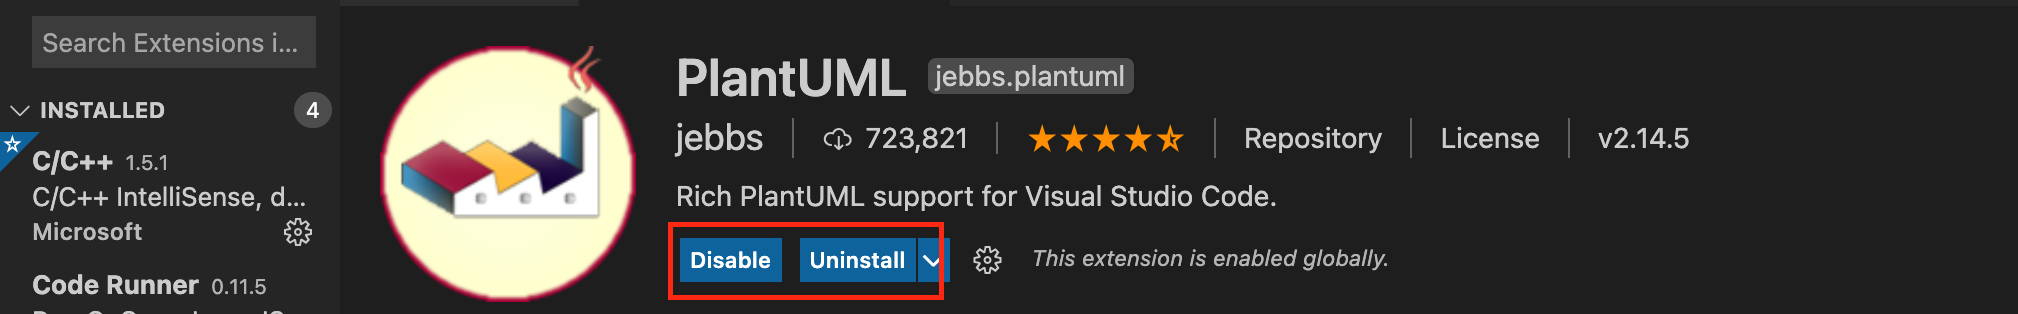 Search Extensions i...
INSTALLED 4
C/C++ 1.5.1
C/C++ IntelliSense, d...
Microsoft
Code Runner 0.11.5
PlantUML jebbs.plantuml
jebbs 723,821 Repository License v2.14.5
Rich PlantUML support for Visual Studio Code.
Disable Uninstall This extension is enabled globally.